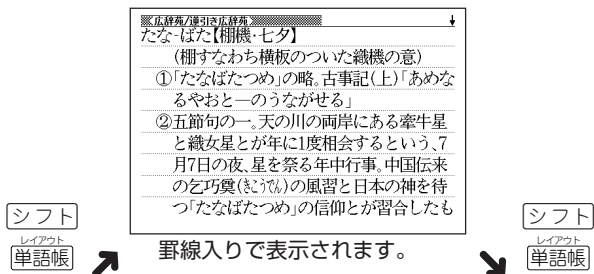 広辞苑/逆引き広辞苑
たな‐ばた【棚機・七夕】
(棚すなわち横板のついた織機の意)
①「たなばたつめ」の略。古事記(上)「あめな
るやおと―のうながせる」
②五節句の一。天の川の両岸にある牽牛星
と織女星とが年に1度相会するという、7
月7日の夜、星を祭る年中行事。中国伝来
の乞巧奠(きこうでん)の風習と日本の神を待
つ「たなばたつめ」の信仰とが習合したも
罫線入りで表示されます。
シフト
レイアウト
単語帳
シフト
レイアウト
単語帳